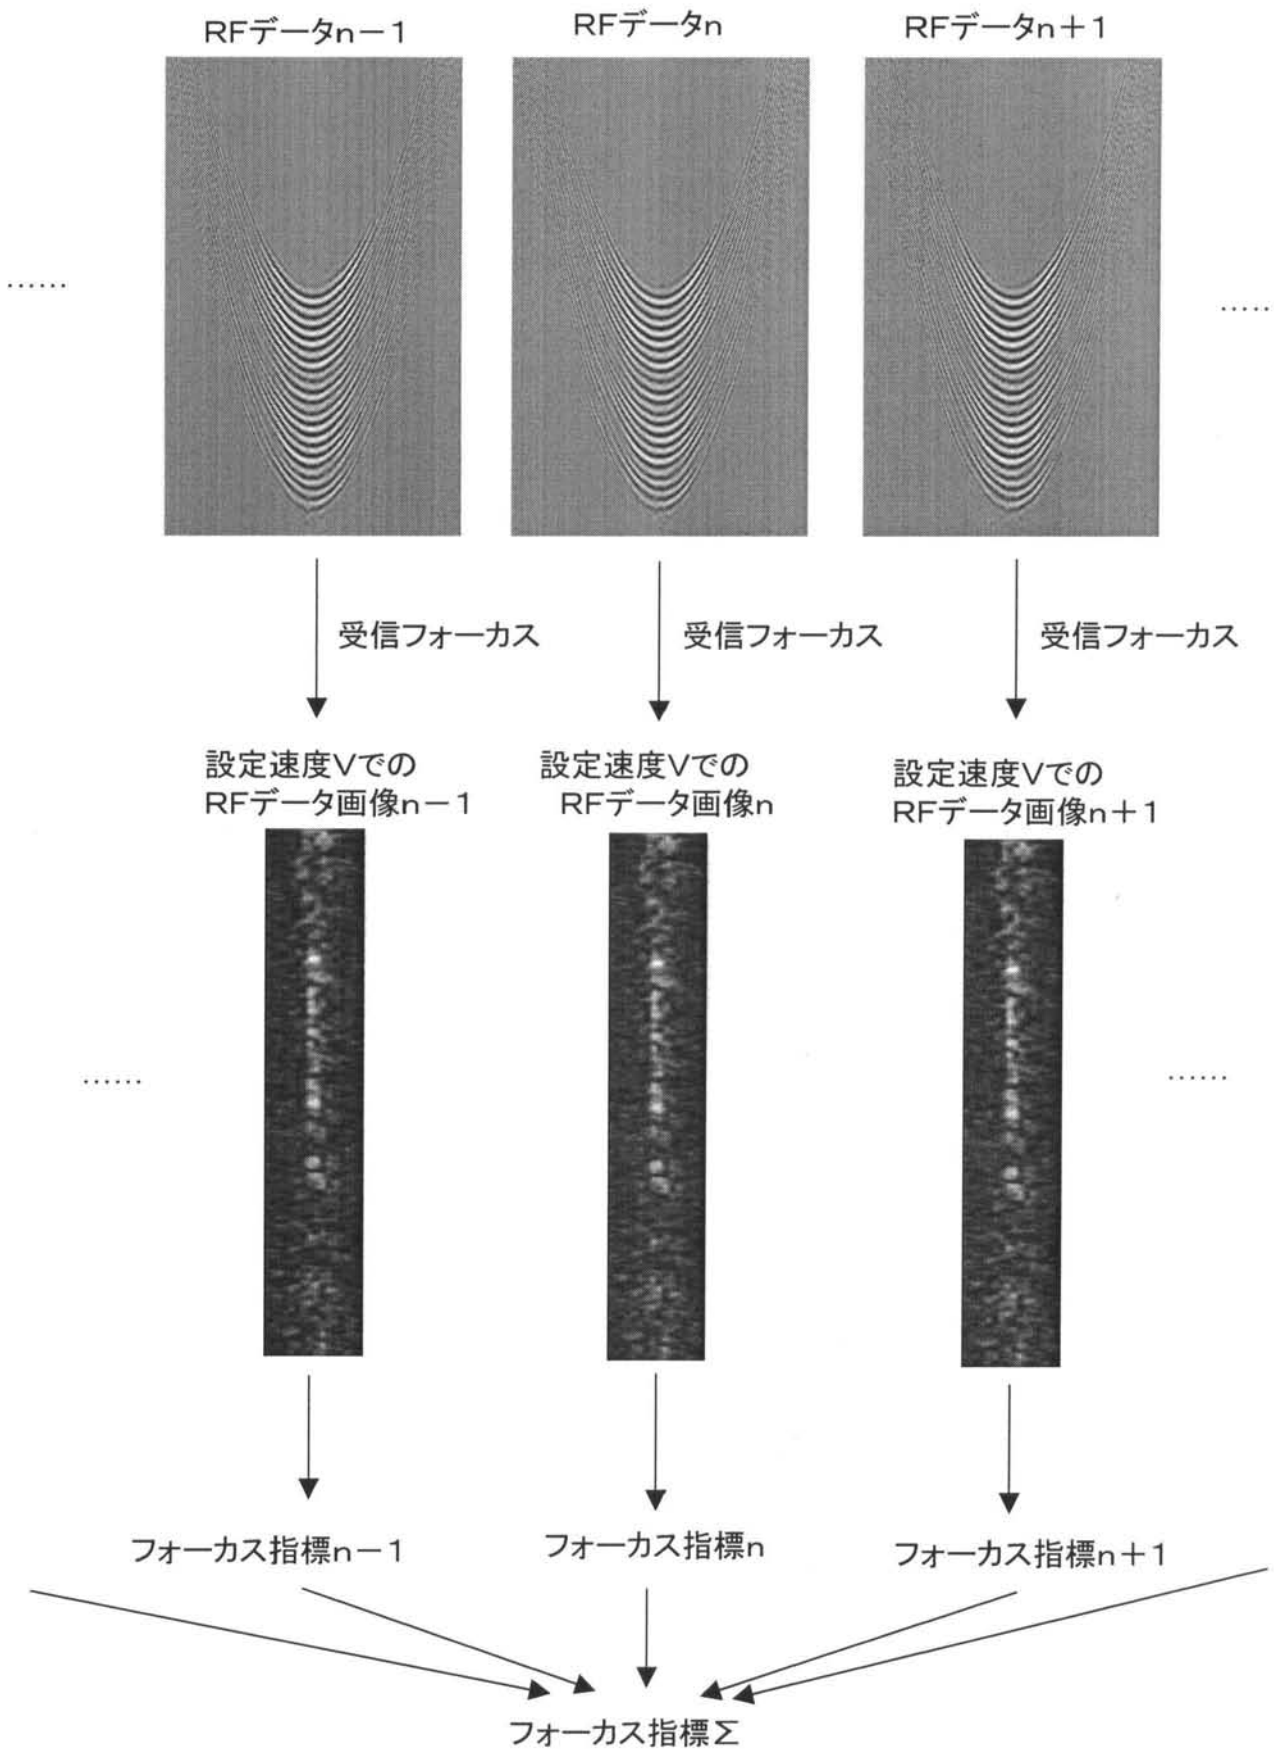 RFデータn−1
RFデータn
RFデータn+1
……
……
受信フォーカス
受信フォーカス
受信フォーカス
設定速度Vでの
RFデータ画像n−1
設定速度Vでの
RFデータ画像n
設定速度Vでの
RFデータ画像n+1
……
……
フォーカス指標n−1
フォーカス指標n
フォーカス指標n+1
フォーカス指標Σ